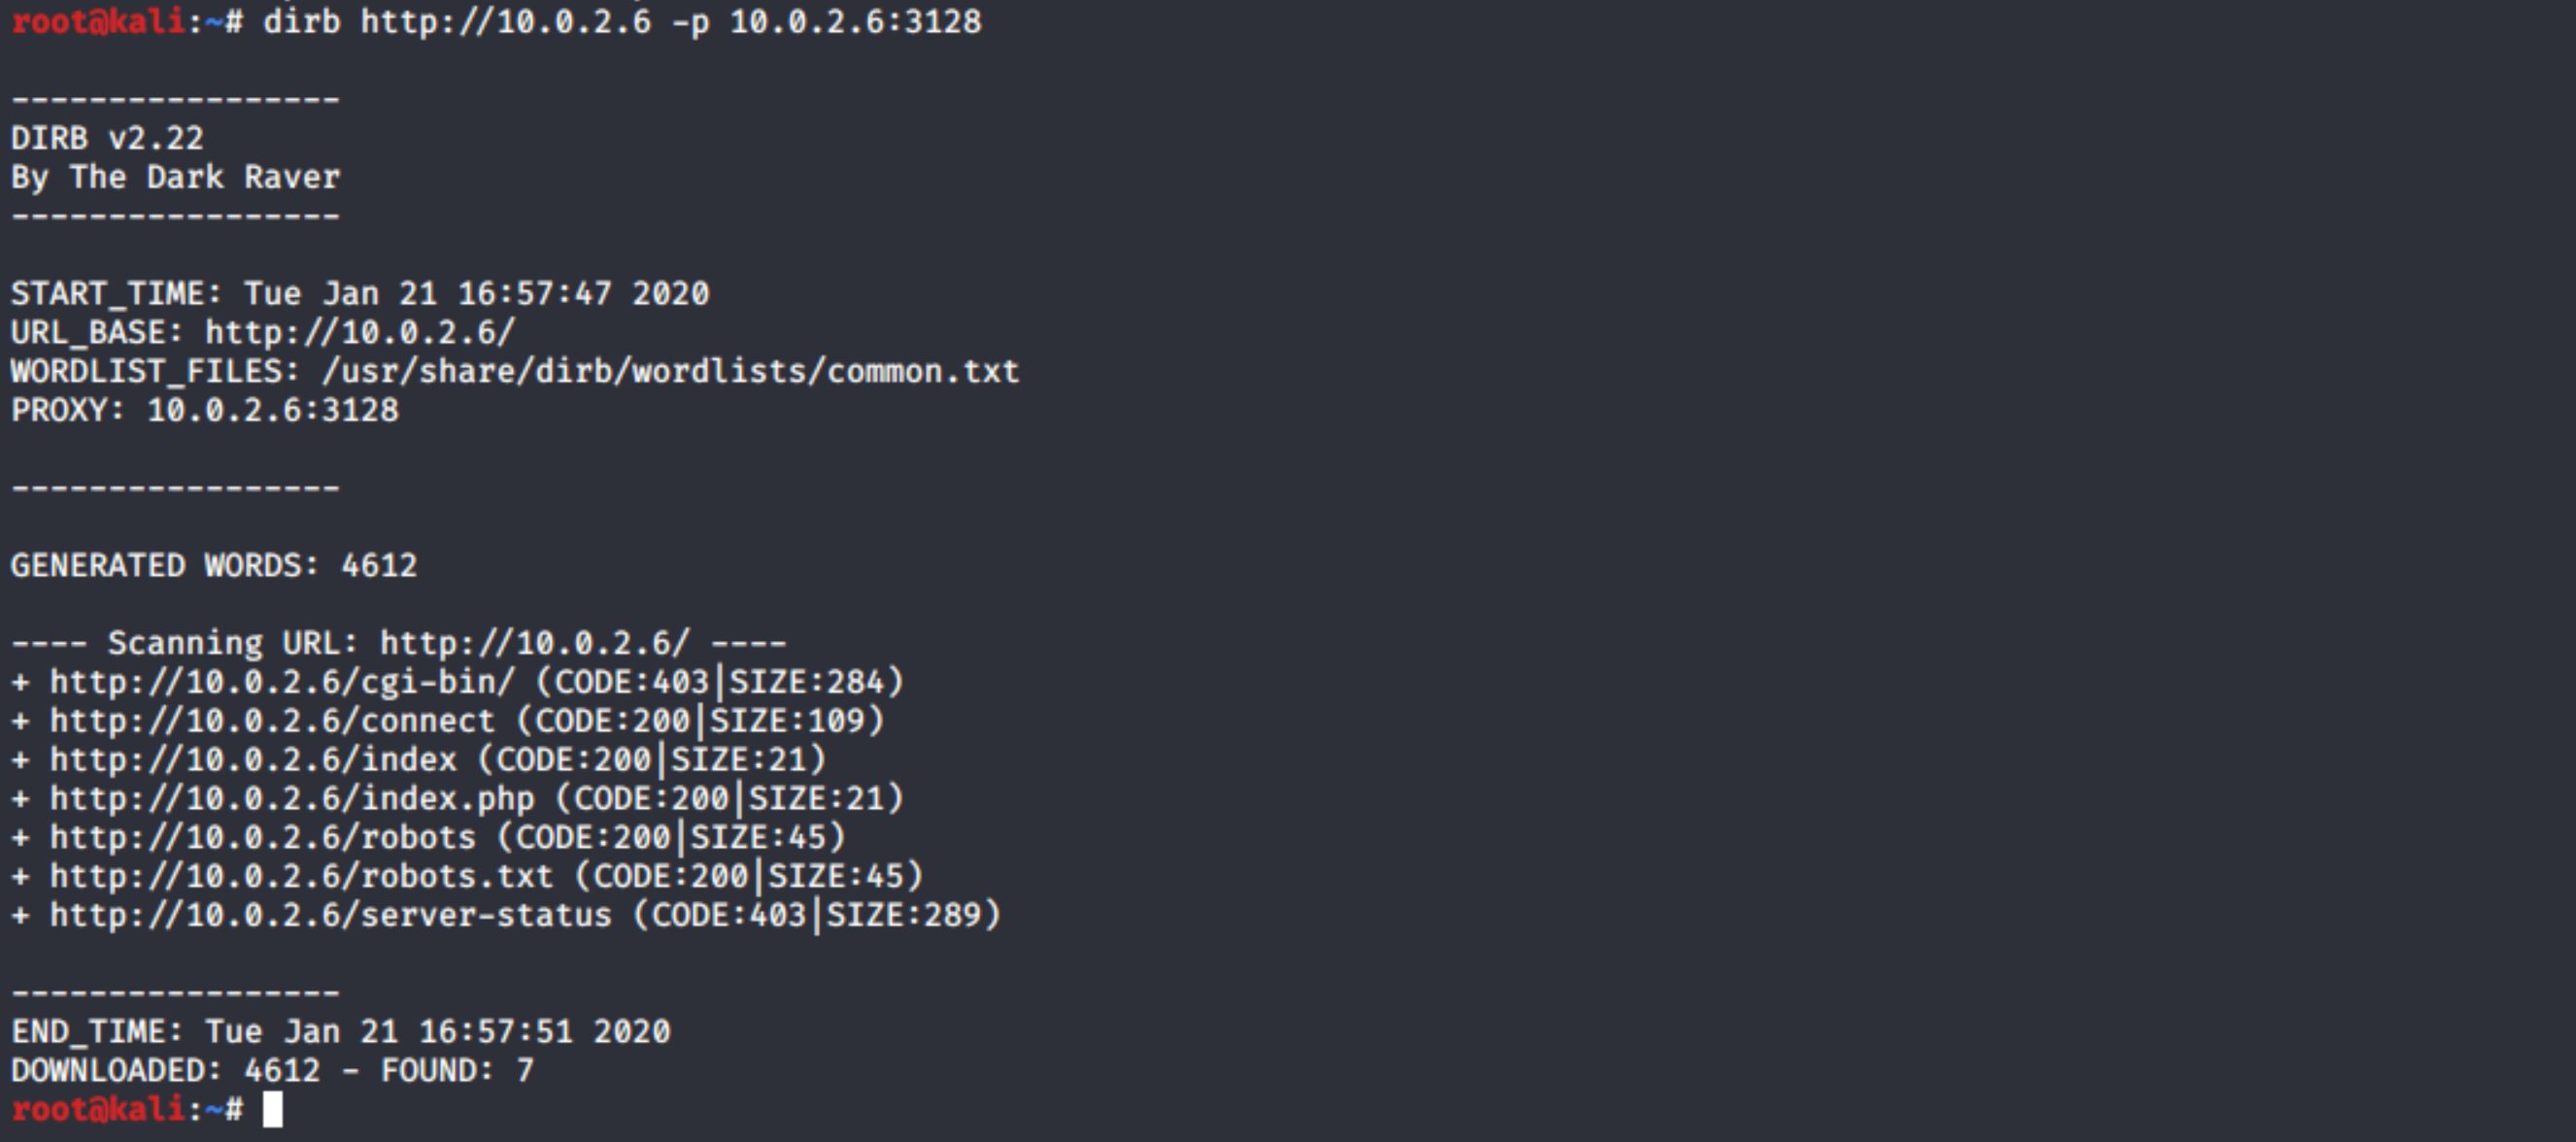 root@kali:~# dirb http://10.0.2.6 -p 10.0.2.6:3128
-----------------
DIRB v2.22
By The Dark Raver
-----------------
START_TIME: Tue Jan 21 16:57:47 2020
URL_BASE: http://10.0.2.6/
WORDLIST_FILES: /usr/share/dirb/wordlists/common.txt
PROXY: 10.0.2.6:3128
-----------------
GENERATED WORDS: 4612
---- Scanning URL: http://10.0.2.6/ ----
+ http://10.0.2.6/cgi-bin/ (CODE:403|SIZE:284)
+ http://10.0.2.6/connect (CODE:200|SIZE:109)
+ http://10.0.2.6/index (CODE:200|SIZE:21)
+ http://10.0.2.6/index.php (CODE:200|SIZE:21)
+ http://10.0.2.6/robots (CODE:200|SIZE:45)
+ http://10.0.2.6/robots.txt (CODE:200|SIZE:45)
+ http://10.0.2.6/server-status (CODE:403|SIZE:289)
-----------------
END_TIME: Tue Jan 21 16:57:51 2020
DOWNLOADED: 4612 - FOUND: 7
root@kali:~#